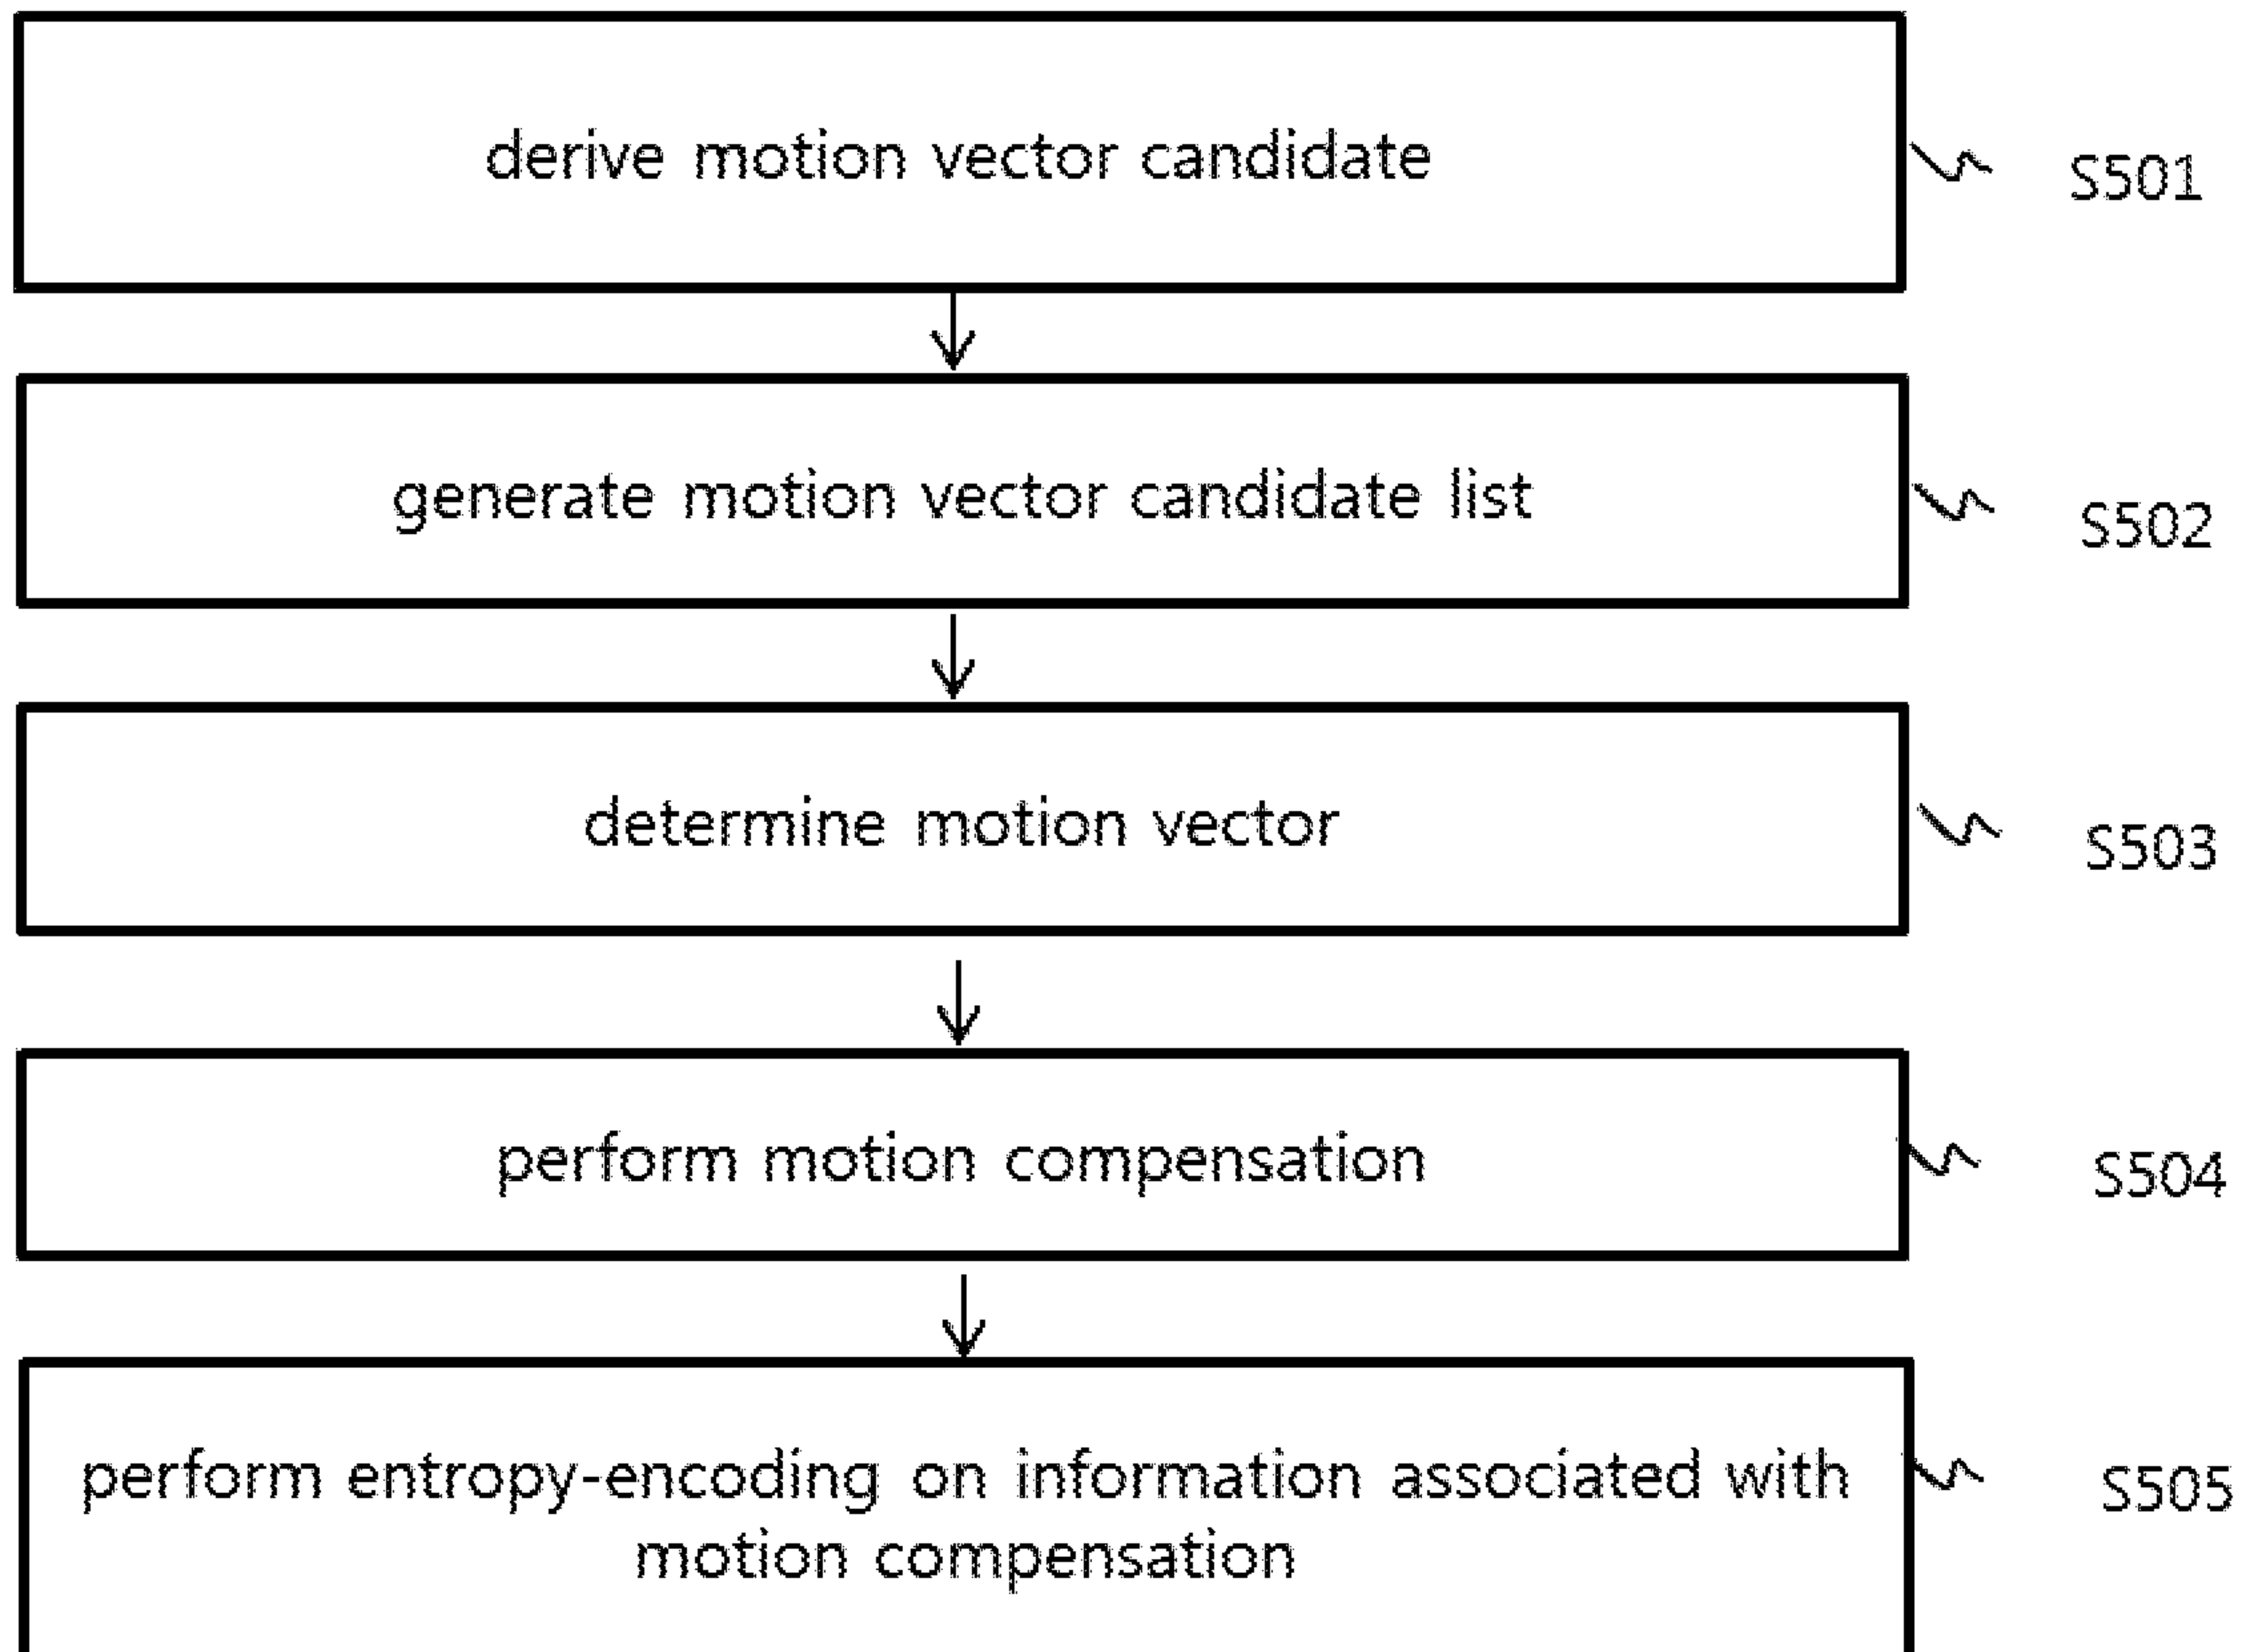 derive motion vector candidate
S501
generate motion vector candidate list
S502
determine motion vector
S503
perform motion compensation
S504
perform entropy-encoding on information associated with
motion compensation
S505